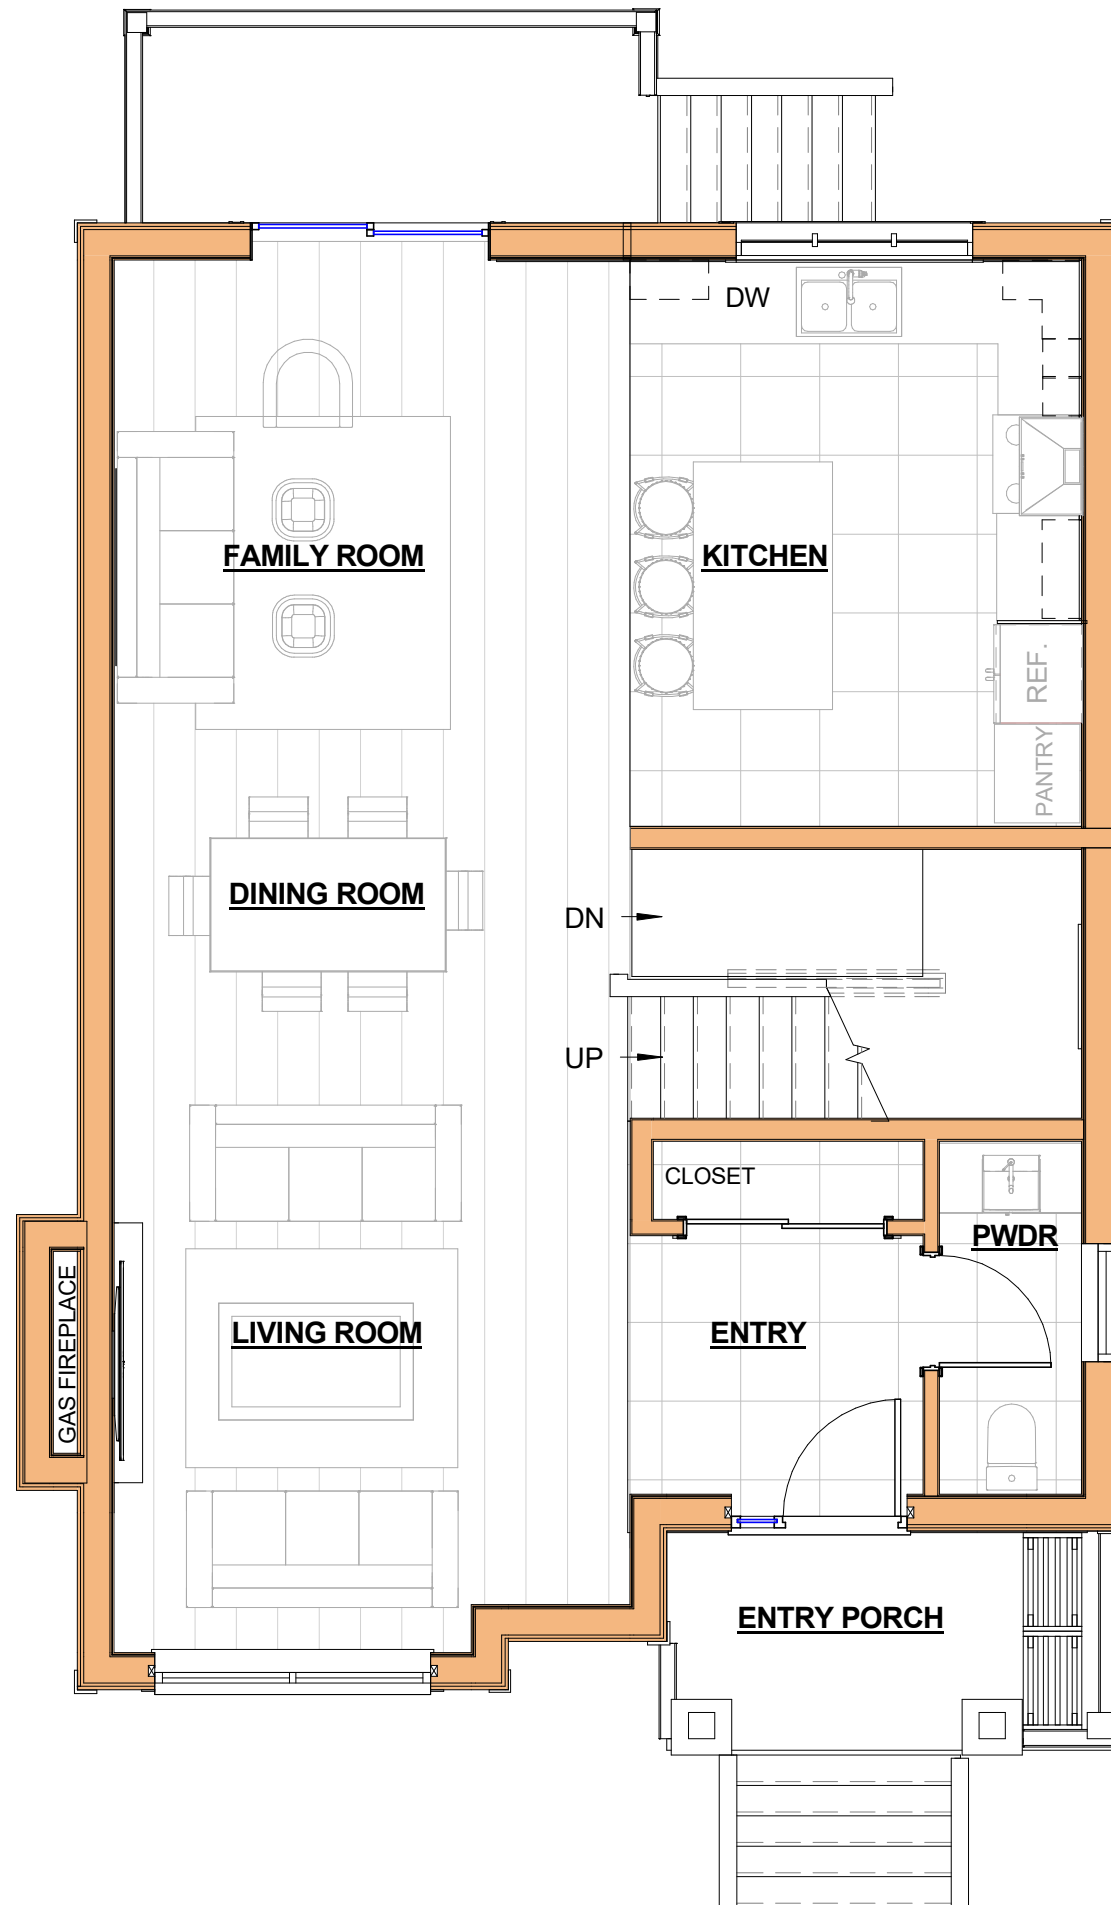 DW
FAMILY ROOM
KITCHEN
REF.
PANTRY
DINING ROOM
DN
UP
CLOSET
PWDR
GAS FIREPLACE
LIVING ROOM
ENTRY
ENTRY PORCH